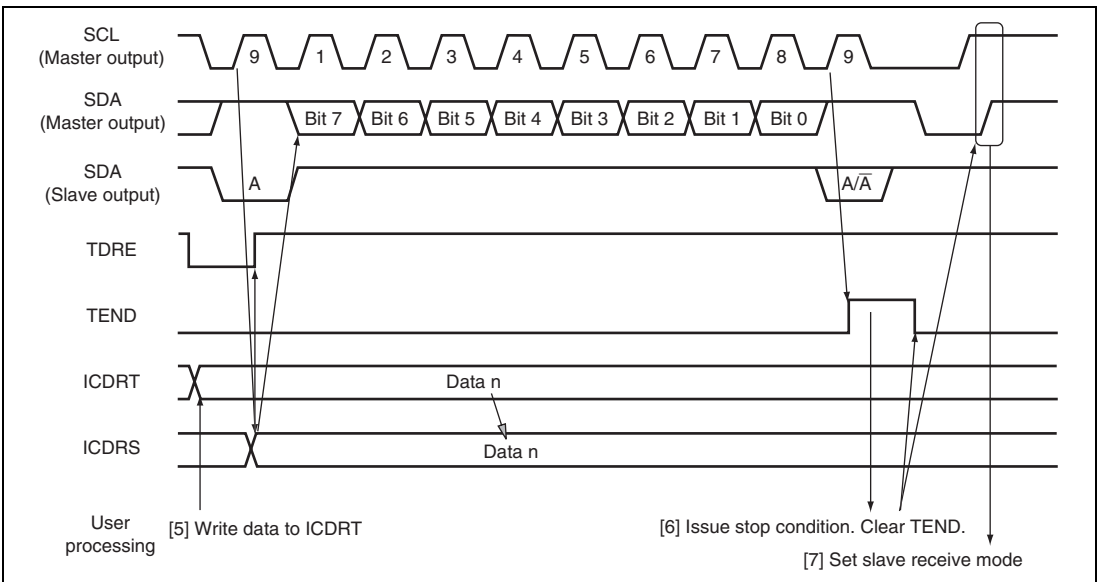 SCL
(Master output)
9 1 2 3 4 5 6 7 8 9
SDA
(Master output)
Bit 7 Bit 6 Bit 5 Bit 4 Bit 3 Bit 2 Bit 1 Bit 0
SDA
(Slave output)
A A/A̅
TDRE
TEND
ICDRT
Data n
ICDRS
Data n
User
processing
[5] Write data to ICDRT
[6] Issue stop condition. Clear TEND.
[7] Set slave receive mode